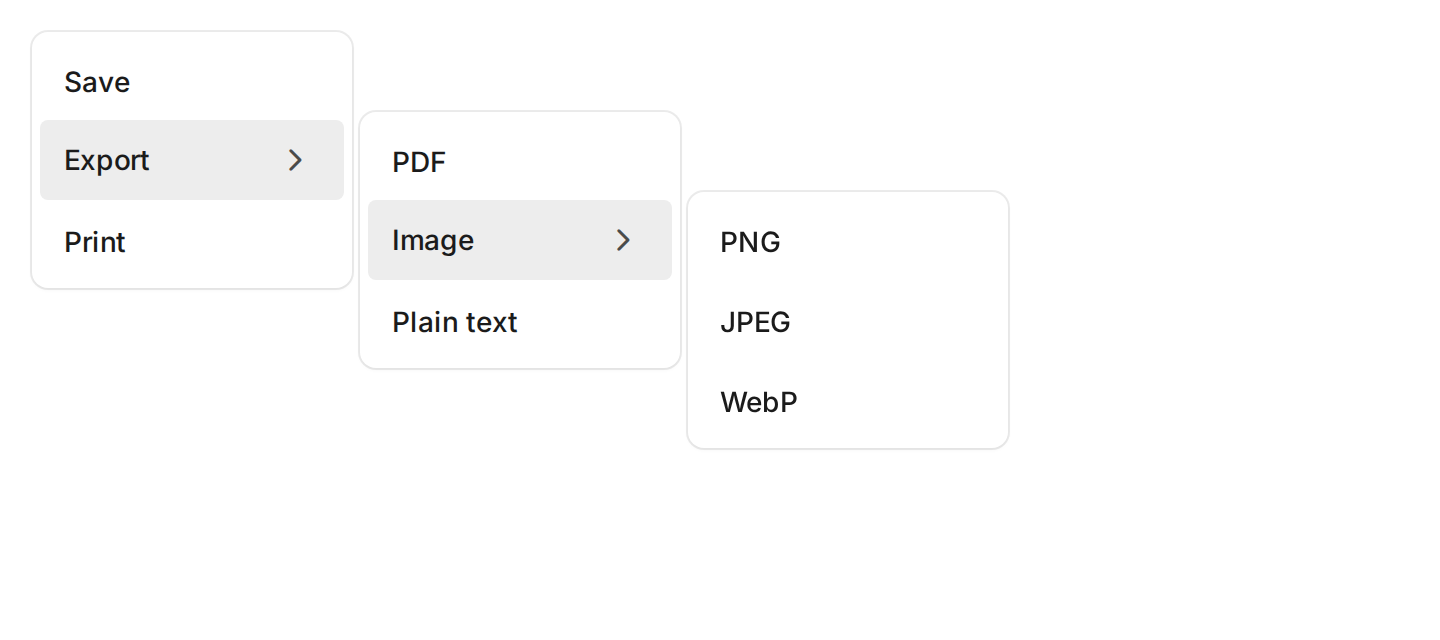 Save
Export
Print
PDF
Image
Plain text
PNG
JPEG
WebP